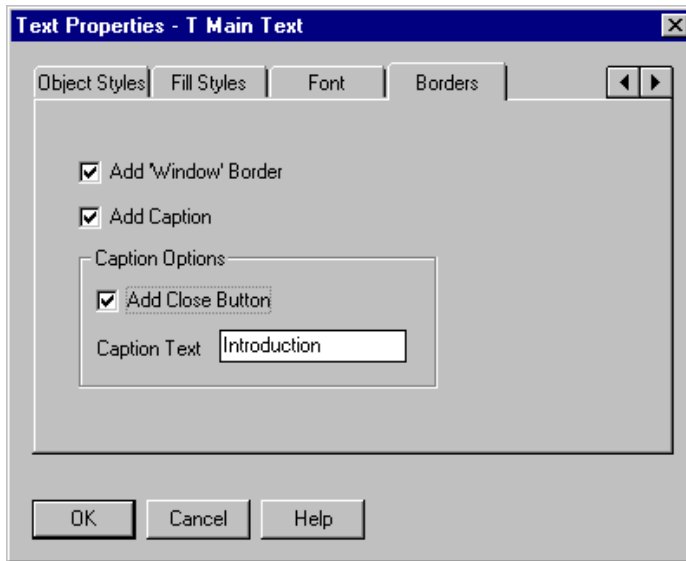 Text Properties - T Main Text
Object Styles Fill Styles Font Borders
Add 'Window' Border
Add Caption
Caption Options
Add Close Button
Caption Text Introduction
OK Cancel Help